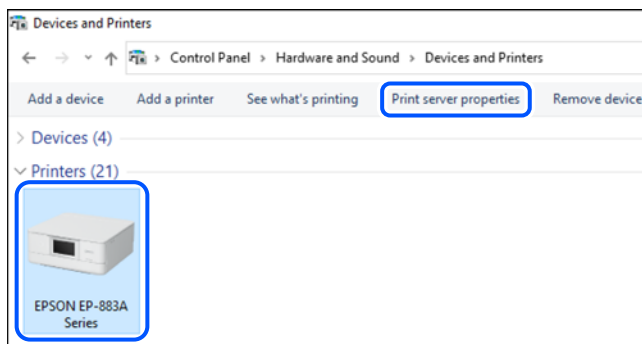 Devices and Printers
Control Panel > Hardware and Sound > Devices and Printers
Add a device Add a printer See what's printing Print server properties Remove device
Devices (4)
Printers (21)
EPSON EP-883A
Series